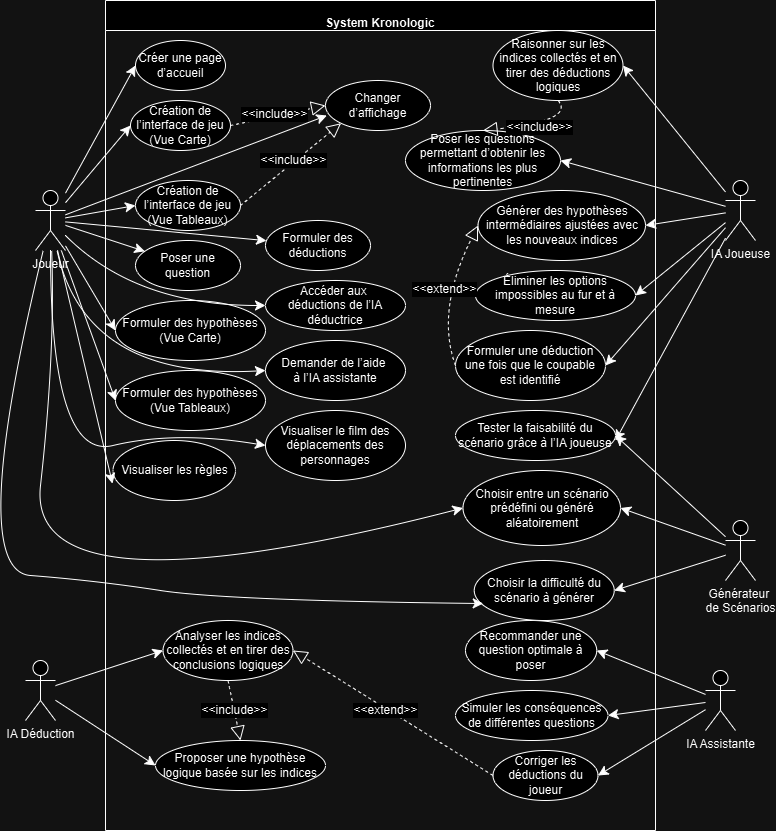 System Kronologic
Créer une page
d'accueil
Raisonner sur les
indices collectés et en
tirer des déductions
logiques
Création de
l'interface de jeu
(Vue Carte)
<<include>>
Changer
d'affichage
<<include>>
<<include>>
Poser les questions
permettant d'obtenir les
informations les plus
pertinentes
Création de
l'interface de jeu
(Vue Tableaux)
Joueur
IA Joueuse
Générer des hypothèses
intermédiaires ajustées avec
les nouveaux indices
Formuler des
déductions
Poser une
question
<<extend>>
Éliminer les options
impossibles au fur et à
mesure
Accéder aux
déductions de l'IA
déductrice
Formuler des hypothèses
(Vue Carte)
Formuler une déduction
une fois que le coupable
est identifié
Demander de l'aide
à l'IA assistante
Formuler des hypothèses
(Vue Tableaux)
Visualiser le film des
déplacements des
personnages
Tester la faisabilité du
scénario grâce à l'IA joueuse
Visualiser les règles
Choisir entre un scénario
prédéfini ou généré
aléatoirement
Choisir la difficulté du
scénario à générer
Générateur
de Scénarios
Analyser les indices
collectés et en tirer des
conclusions logiques
Recommander une
question optimale à
poser
<<include>>
<<extend>>
Simuler les conséquences
de différentes questions
IA Déduction
IA Assistante
Proposer une hypothèse
logique basée sur les indices
Corriger les
déductions du
joueur